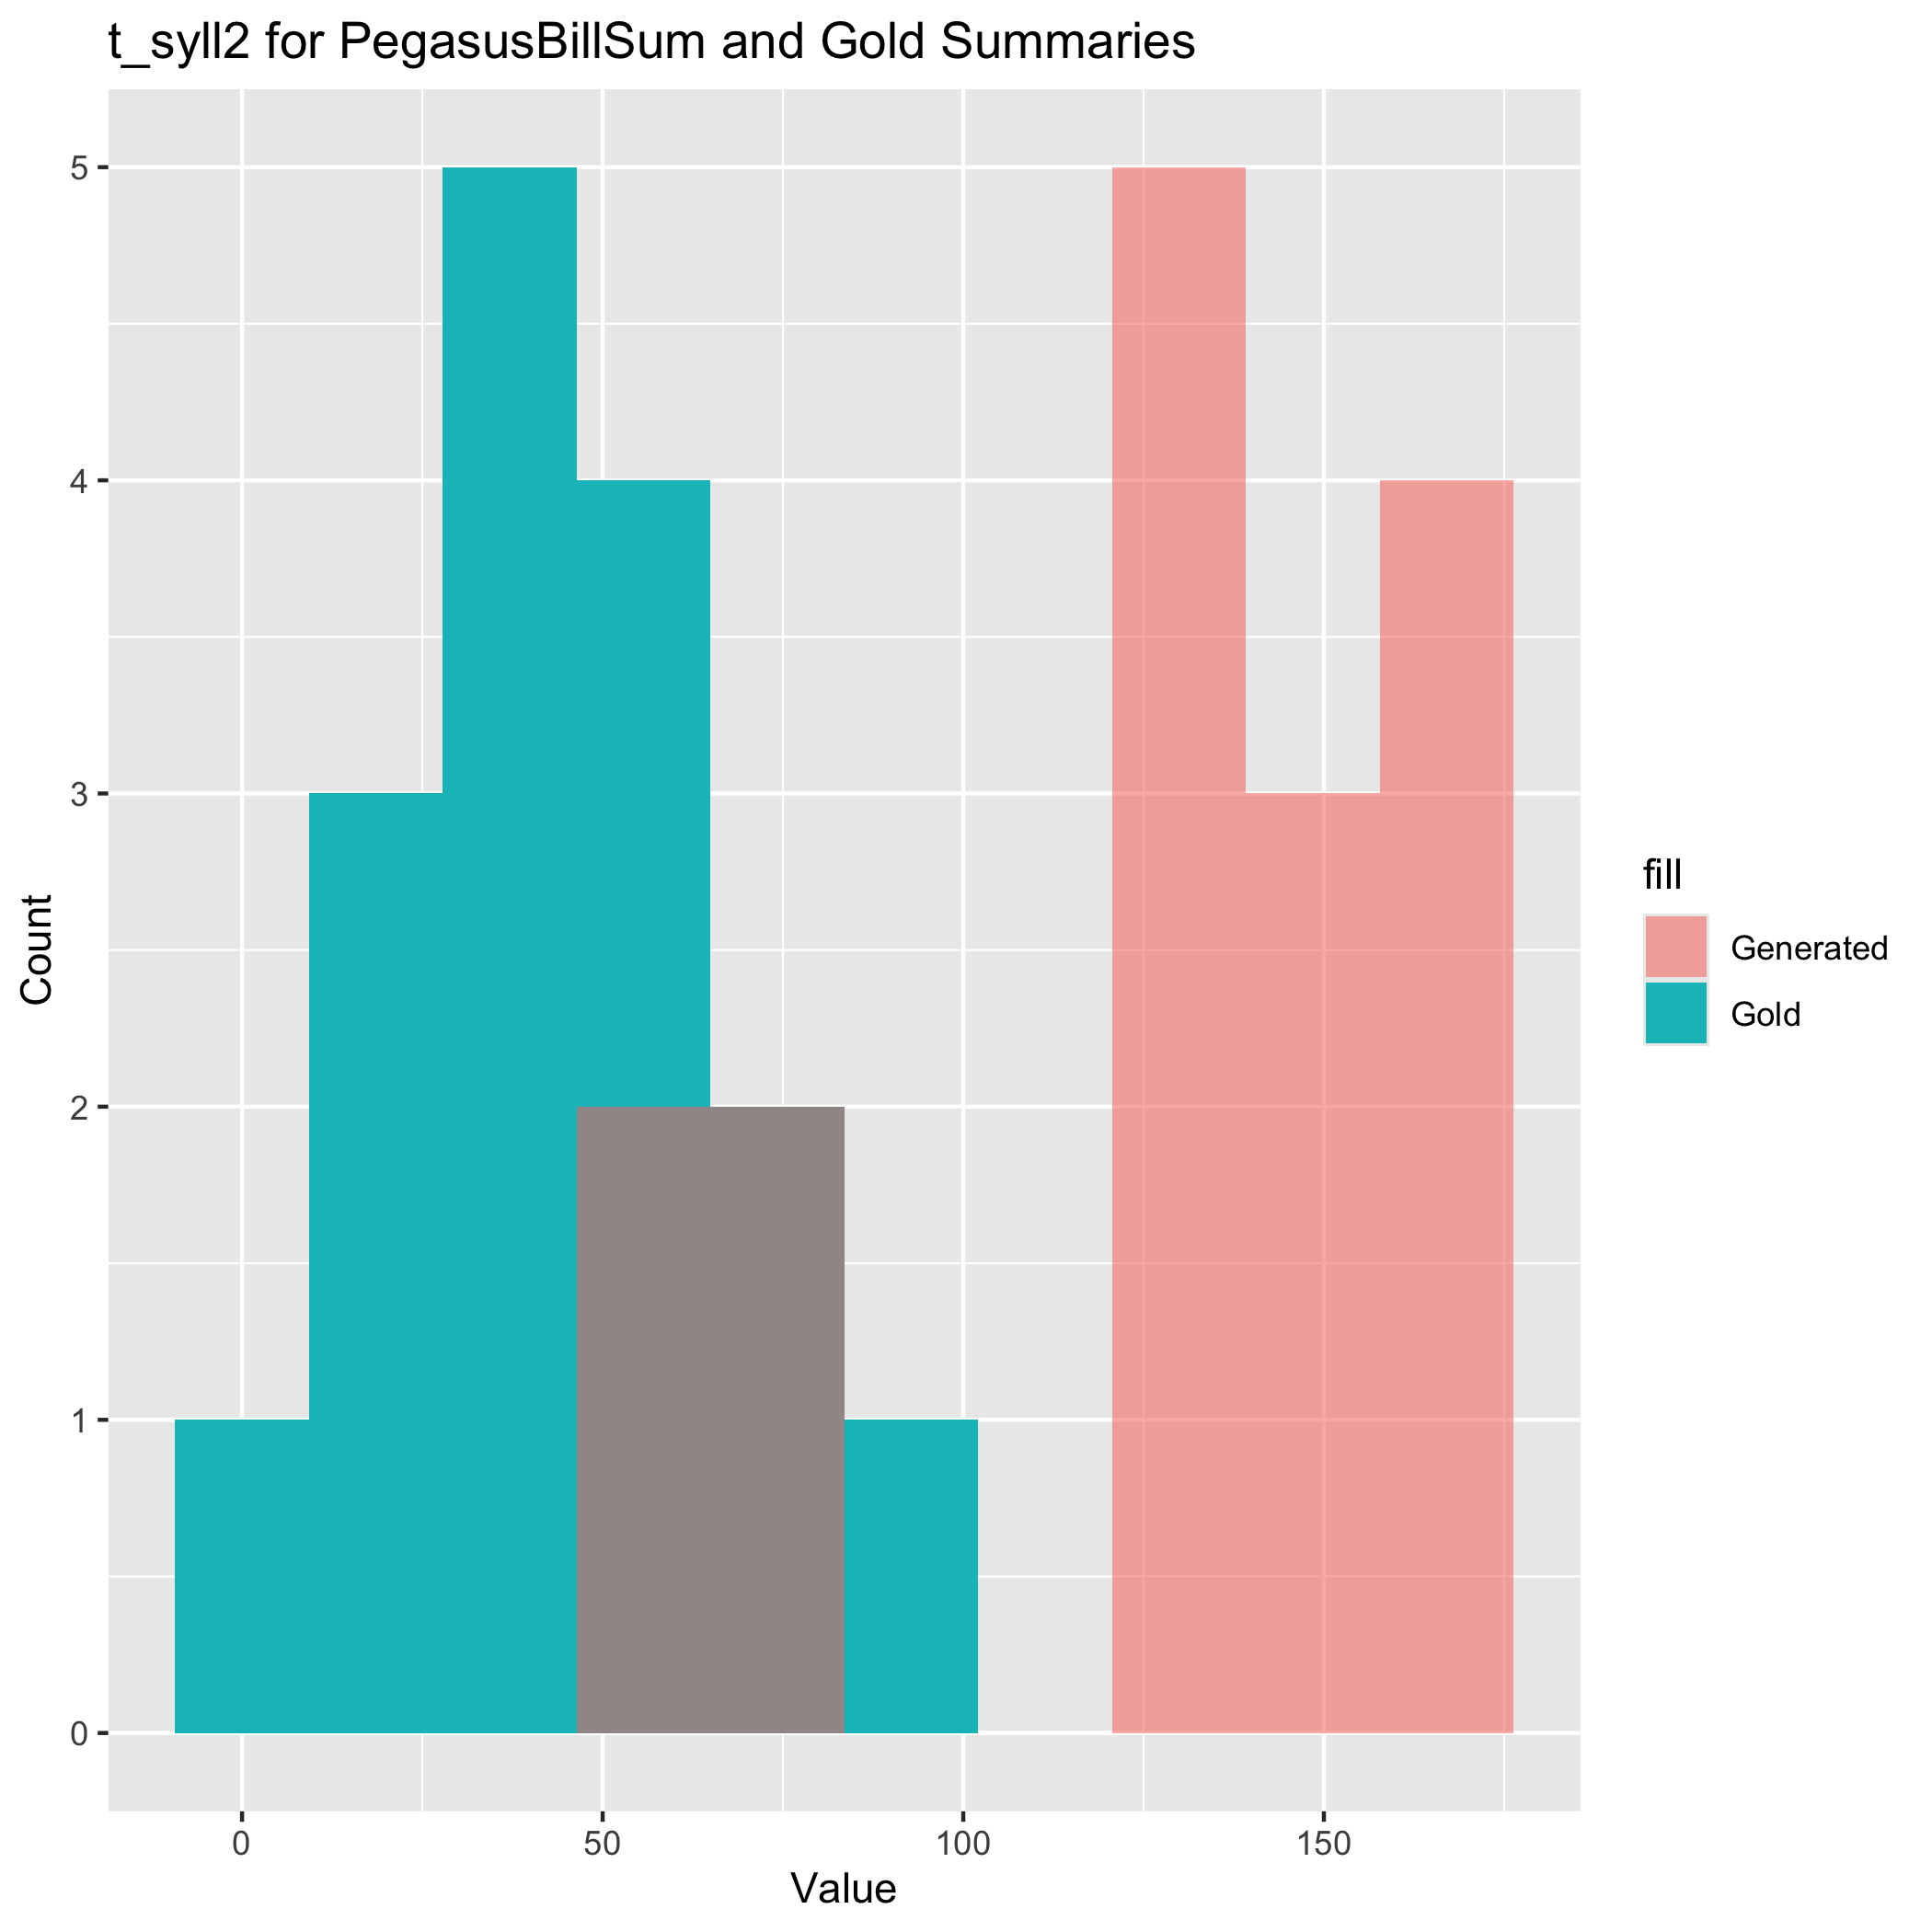 t_syll2 for PegasusBillSum and Gold Summaries
5
4
3
2
1
0
Count
0 50 100 150
Value
fill
Generated
Gold